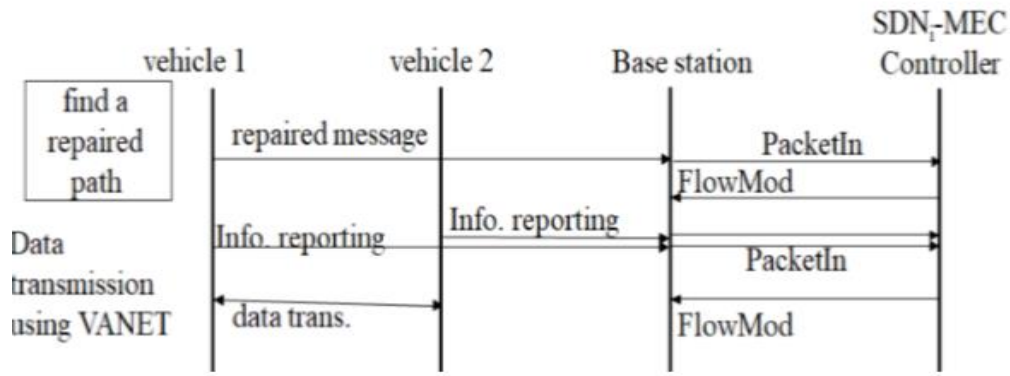 SDNi-MEC
vehicle 1
vehicle 2
Base station
Controller
find a
repaired
path
repaired message
PacketIn
FlowMod
Info. reporting
Info. reporting
Data
transmission
using VANET
PacketIn
data trans.
FlowMod